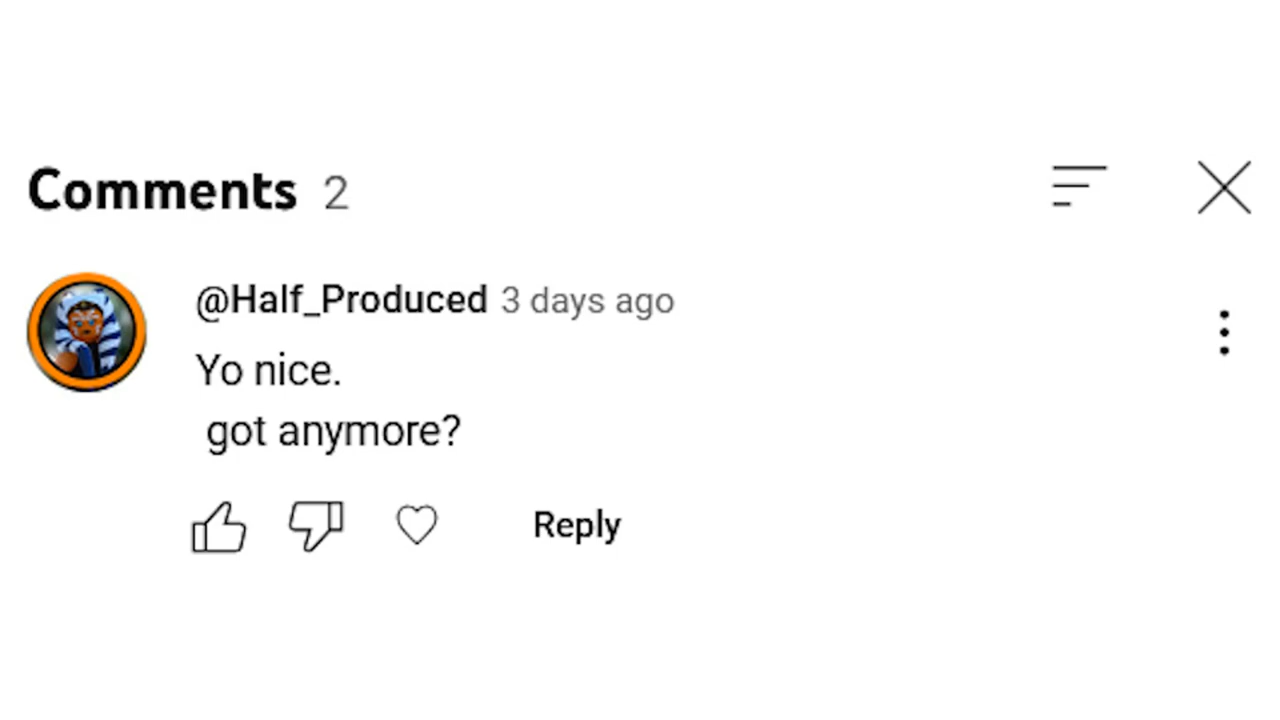 Comments 2
@Half_Produced 3 days ago
Yo nice.
got anymore?
Reply